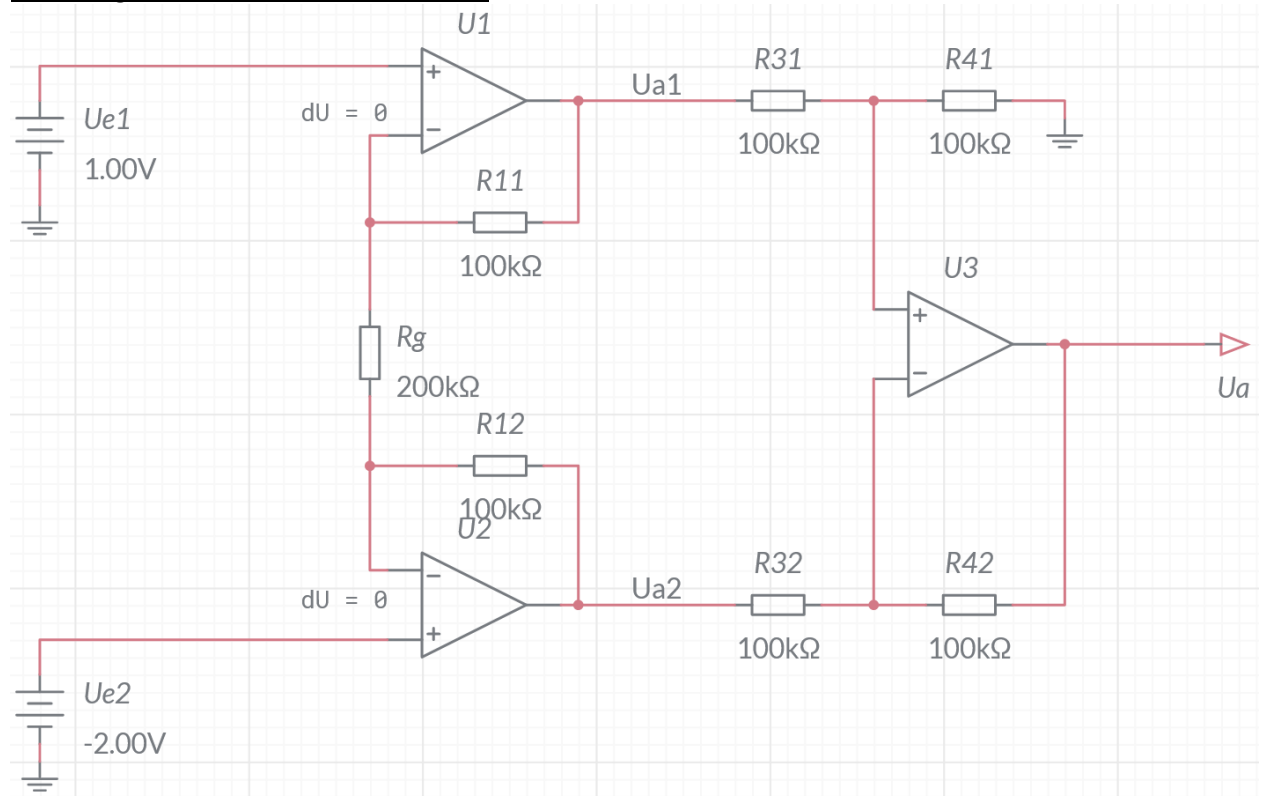 U1
R31
R41
Ua1
Ue1
dU = 0
+
−
100kΩ
100kΩ
1.00V
R11
100kΩ
U3
Rg
200kΩ
+
−
Ua
R12
100kΩ
U2
R32
R42
Ua2
dU = 0
−
+
100kΩ
100kΩ
Ue2
-2.00V